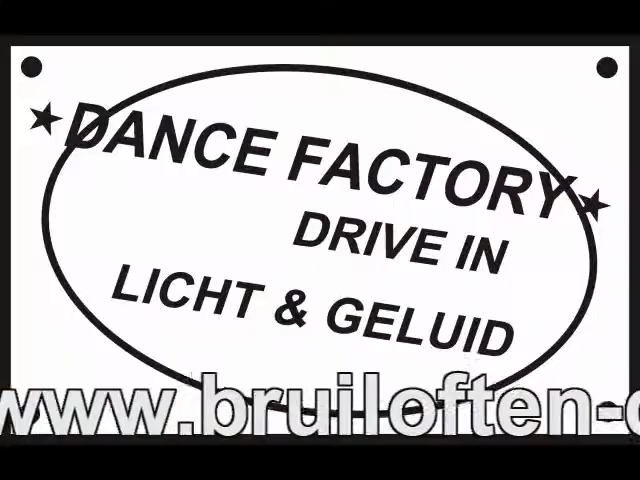 ★DANCE FACTORY★
DRIVE IN
LICHT & GELUID
www.bruiloften-